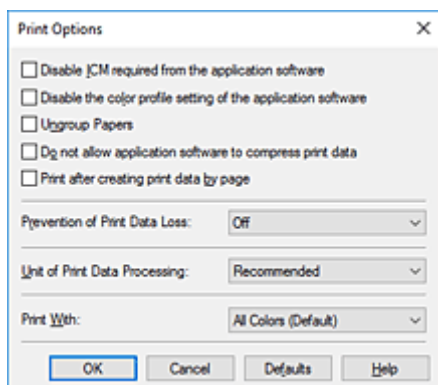 Print Options
Disable ICM required from the application software
Disable the color profile setting of the application software
Ungroup Papers
Do not allow application software to compress print data
Print after creating print data by page
Prevention of Print Data Loss: Off
Unit of Print Data Processing: Recommended
Print With: All Colors (Default)
OK Cancel Defaults Help